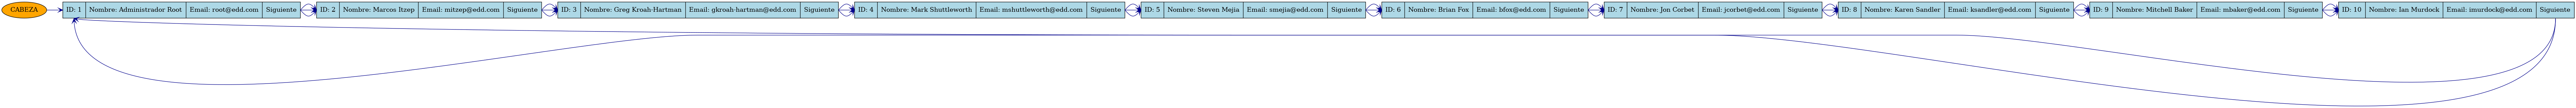 CABEZA
ID: 1 Nombre: Administrador Root Email: root@edd.com Siguiente
ID: 2 Nombre: Marcos Itzep Email: mitzep@edd.com Siguiente
ID: 3 Nombre: Greg Kroah-Hartman Email: gkroah-hartman@edd.com Siguiente
ID: 4 Nombre: Mark Shuttleworth Email: mshuttleworth@edd.com Siguiente
ID: 5 Nombre: Steven Mejia Email: smejia@edd.com Siguiente
ID: 6 Nombre: Brian Fox Email: bfox@edd.com Siguiente
ID: 7 Nombre: Jon Corbet Email: jcorbet@edd.com Siguiente
ID: 8 Nombre: Karen Sandler Email: ksandler@edd.com Siguiente
ID: 9 Nombre: Mitchell Baker Email: mbaker@edd.com Siguiente
ID: 10 Nombre: Ian Murdock Email: imurdock@edd.com Siguiente